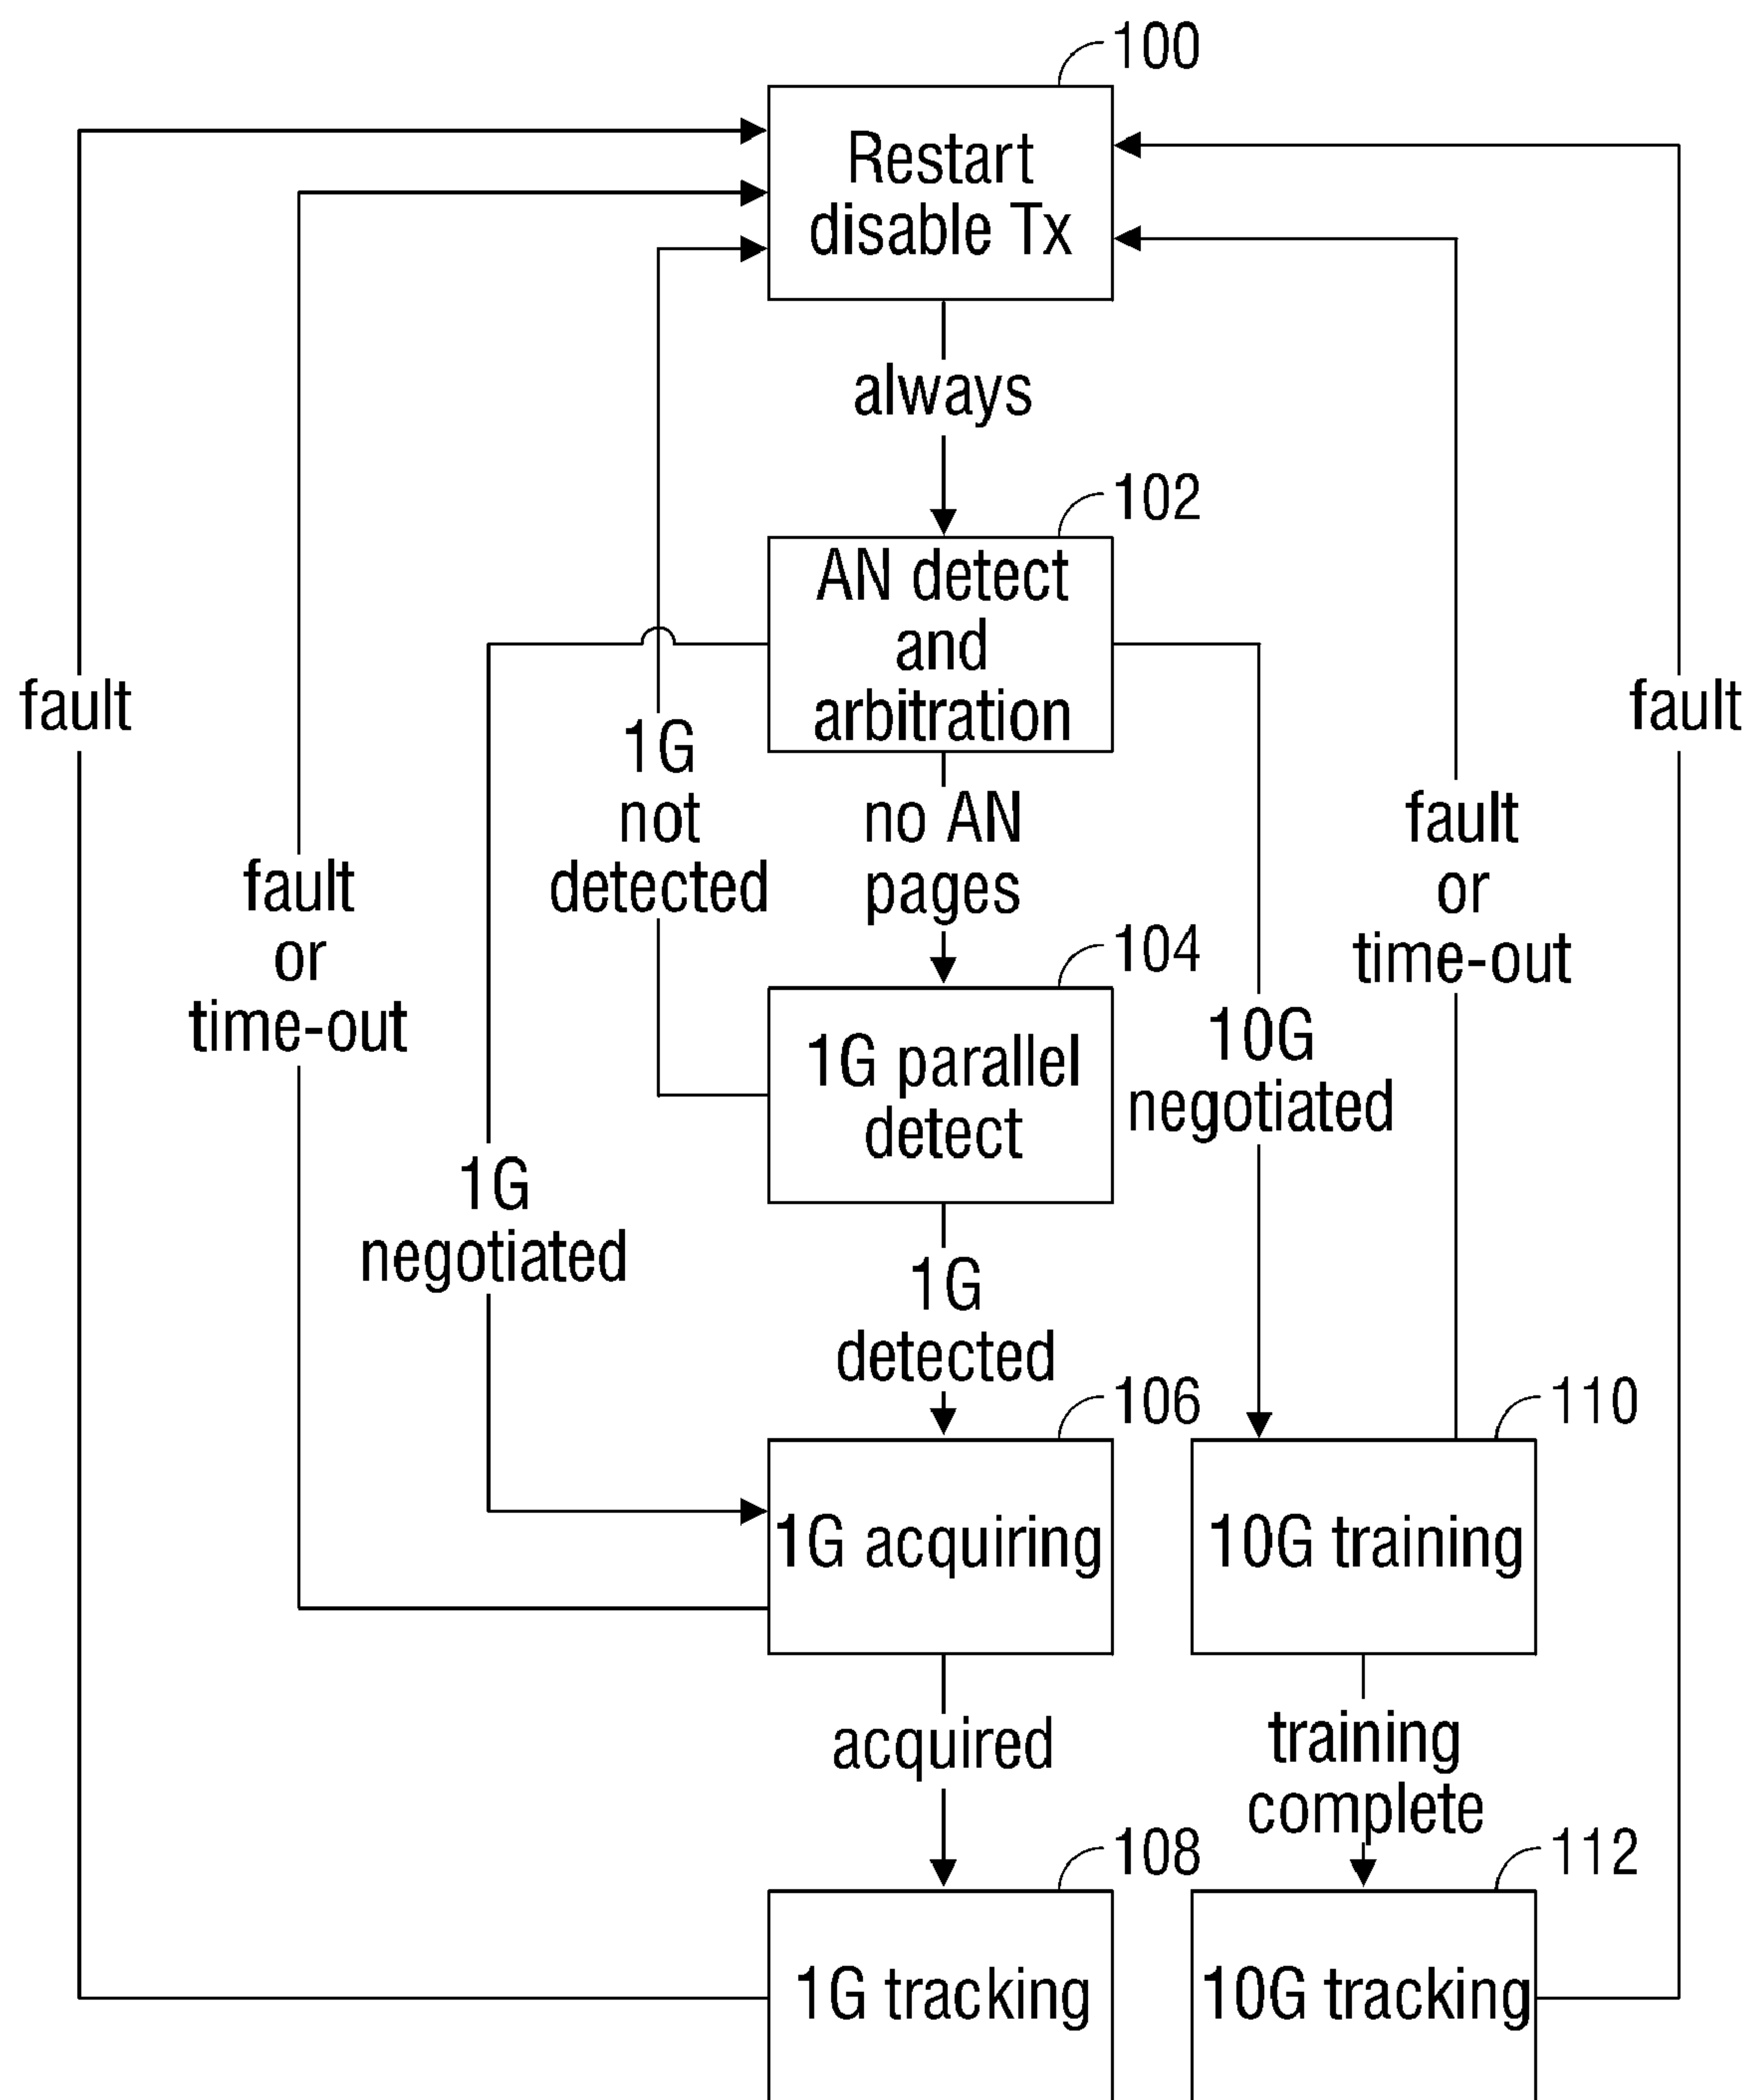 100
Restart
disable Tx
always
102
AN detect
and
arbitration
fault
fault
1G
not
detected
no AN
pages
fault
or
time-out
fault
or
time-out
104
1G parallel
detect
10G
negotiated
1G
negotiated
1G
detected
106
110
1G acquiring
10G training
acquired
training
complete
108
112
1G tracking
10G tracking